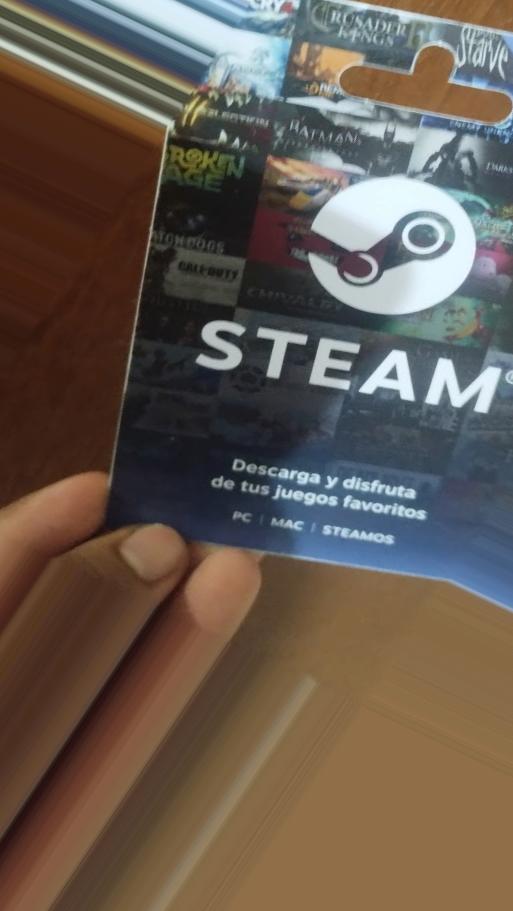 CRUSADER
KINGS
Starve
BATMAN
BROKEN
AGE
CALL OF DUTY
CHIVALRY
STEAM®
Descarga y disfruta
de tus juegos favoritos
PC | MAC | STEAMOS